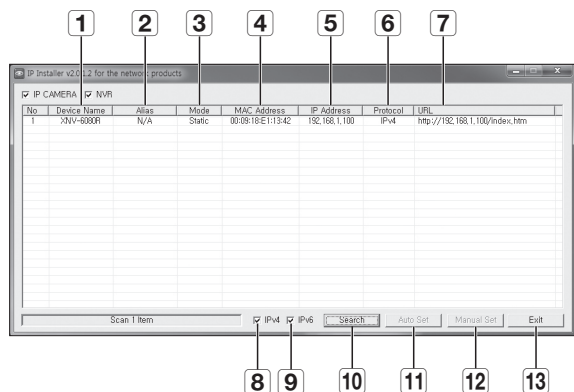 1 2 3 4 5 6 7
IP Installer v2.0.1.2 for the network products
IP CAMERA NVR
No Device Name Alias Mode MAC Address IP Address Protocol URL
1 XNV-6080R N/A Static 00:09:18:E1:13:42 192,168,1,100 IPv4 http://192,168,1,100/index,htm
Scan 1 Item IPv4 IPv6 Search Auto Set Manual Set Exit
8 9 10 11 12 13